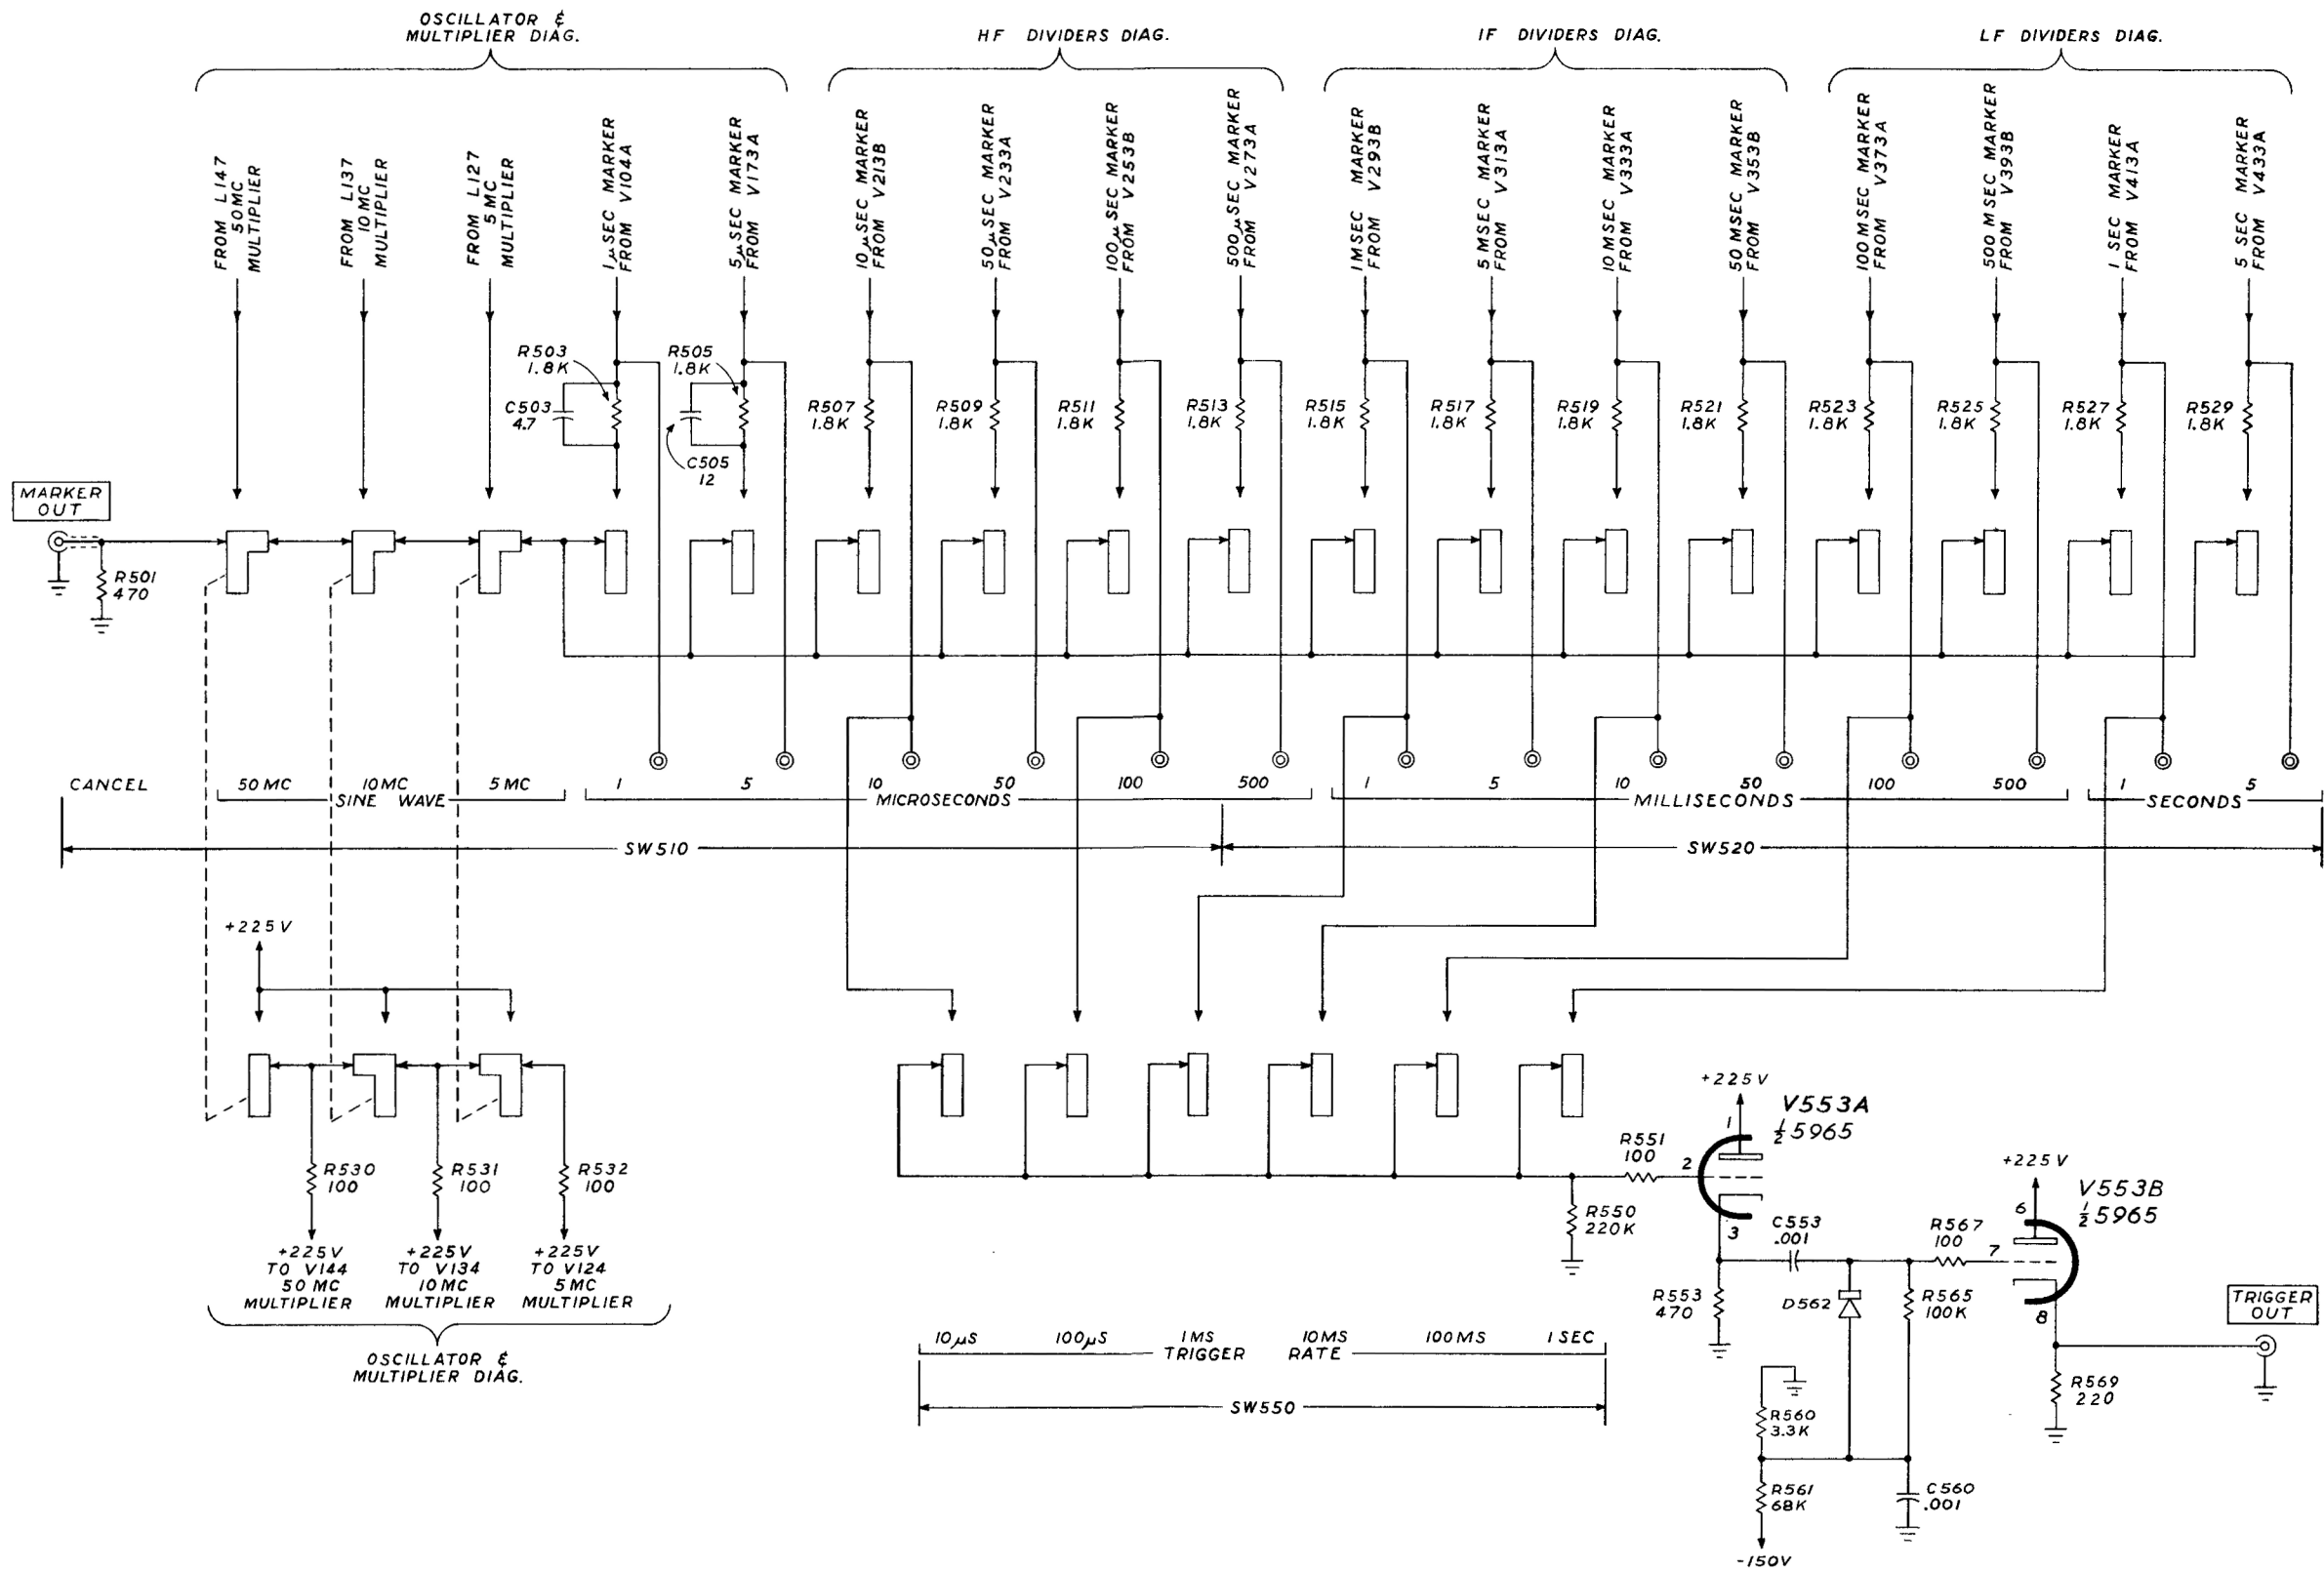 OSCILLATOR &
MULTIPLIER DIAG.
HF DIVIDERS DIAG.
IF DIVIDERS DIAG.
LF DIVIDERS DIAG.
FROM L147
50MC
MULTIPLIER
FROM L137
10MC
MULTIPLIER
FROM L127
5MC
MULTIPLIER
1µSEC MARKER
FROM V104A
5µSEC MARKER
FROM V173A
10µSEC MARKER
FROM V213B
50µSEC MARKER
FROM V233A
100µSEC MARKER
FROM V253B
500µSEC MARKER
FROM V273A
1MSEC MARKER
FROM V293B
5MSEC MARKER
FROM V313A
10MSEC MARKER
FROM V333A
50MSEC MARKER
FROM V353B
100MSEC MARKER
FROM V373A
500MSEC MARKER
FROM V393B
1 SEC MARKER
FROM V413A
5 SEC MARKER
FROM V433A
R503
1.8K
C503
4.7
R505
1.8K
C505
12
R507
1.8K
R509
1.8K
R511
1.8K
R513
1.8K
R515
1.8K
R517
1.8K
R519
1.8K
R521
1.8K
R523
1.8K
R525
1.8K
R527
1.8K
R529
1.8K
MARKER
OUT
R501
470
CANCEL
50MC 10MC 5MC
SINE WAVE
1 5 10 50 100 500
MICROSECONDS
1 5 10 50 100 500
MILLISECONDS
1 5
SECONDS
SW510
SW520
+225V
R530
100
R531
100
R532
100
+225V
TO V144
50MC
MULTIPLIER
+225V
TO V134
10MC
MULTIPLIER
+225V
TO V124
5MC
MULTIPLIER
OSCILLATOR &
MULTIPLIER DIAG.
10µS 100µS 1MS 10MS 100MS 1SEC
TRIGGER RATE
SW550
R551
100
R550
220K
+225V
V553A
½5965
1
2
3
C553
.001
R553
470
D562
R565
100K
R567
100
+225V
V553B
½5965
6
7
8
TRIGGER
OUT
R569
220
R560
3.3K
R561
68K
C560
.001
-150V